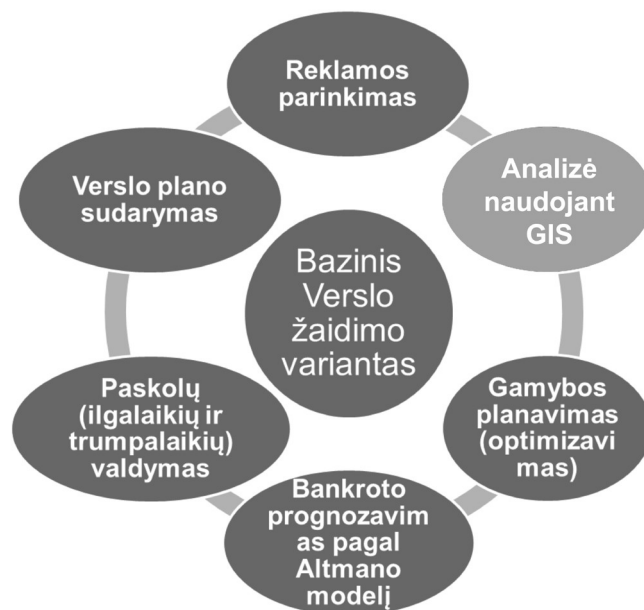 Reklamos
parinkimas
Analizė
naudojant
GIS
Gamybos
planavimas
(optimizavi
mas)
Bankroto
prognozavim
as pagal
Altmano
modelį
Paskolų
(ilgalaikių ir
trumpalaikių)
valdymas
Verslo plano
sudarymas
Bazinis
Verslo
žaidimo
variantas